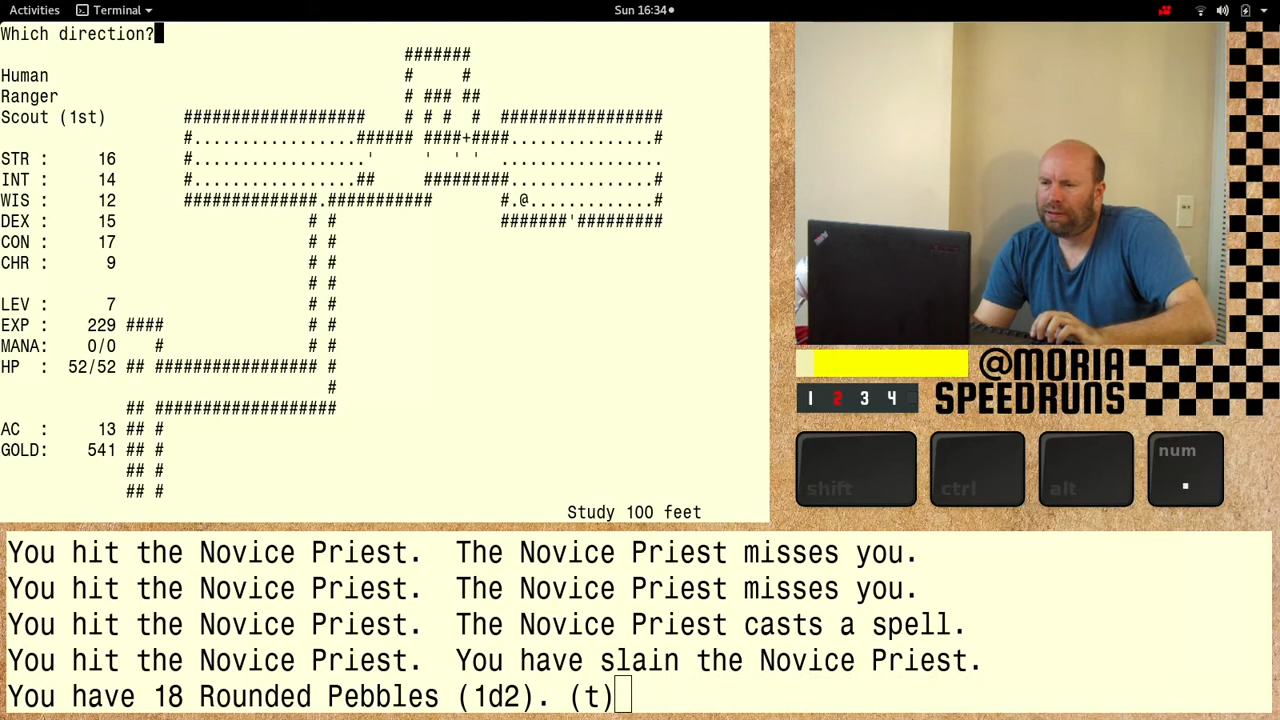 Activities Terminal Sun 16:34
Which direction?
#######
Human # #
Ranger # ### ##
Scout (1st) ################### # # # # #################
#.................###### ####+####...............#
STR : 16 #..................' ' ' ' .................
INT : 14 #.................## #########...............#
WIS : 12 ##############.########### #.@.............#
DEX : 15 # # #######'#########
CON : 17 # #
CHR : 9 # #
# #
LEV : 7 # #
EXP : 229 #### # #
MANA: 0/0 # # #
HP : 52/52 ## ################# #
#
## ###################
AC : 13 ## #
GOLD: 541 ## #
## #
## #
Study 100 feet
@MORIA
SPEEDRUNS
1 2 3 4
shift ctrl alt num .
You hit the Novice Priest. The Novice Priest misses you.
You hit the Novice Priest. The Novice Priest misses you.
You hit the Novice Priest. The Novice Priest casts a spell.
You hit the Novice Priest. You have slain the Novice Priest.
You have 18 Rounded Pebbles (1d2). (t)